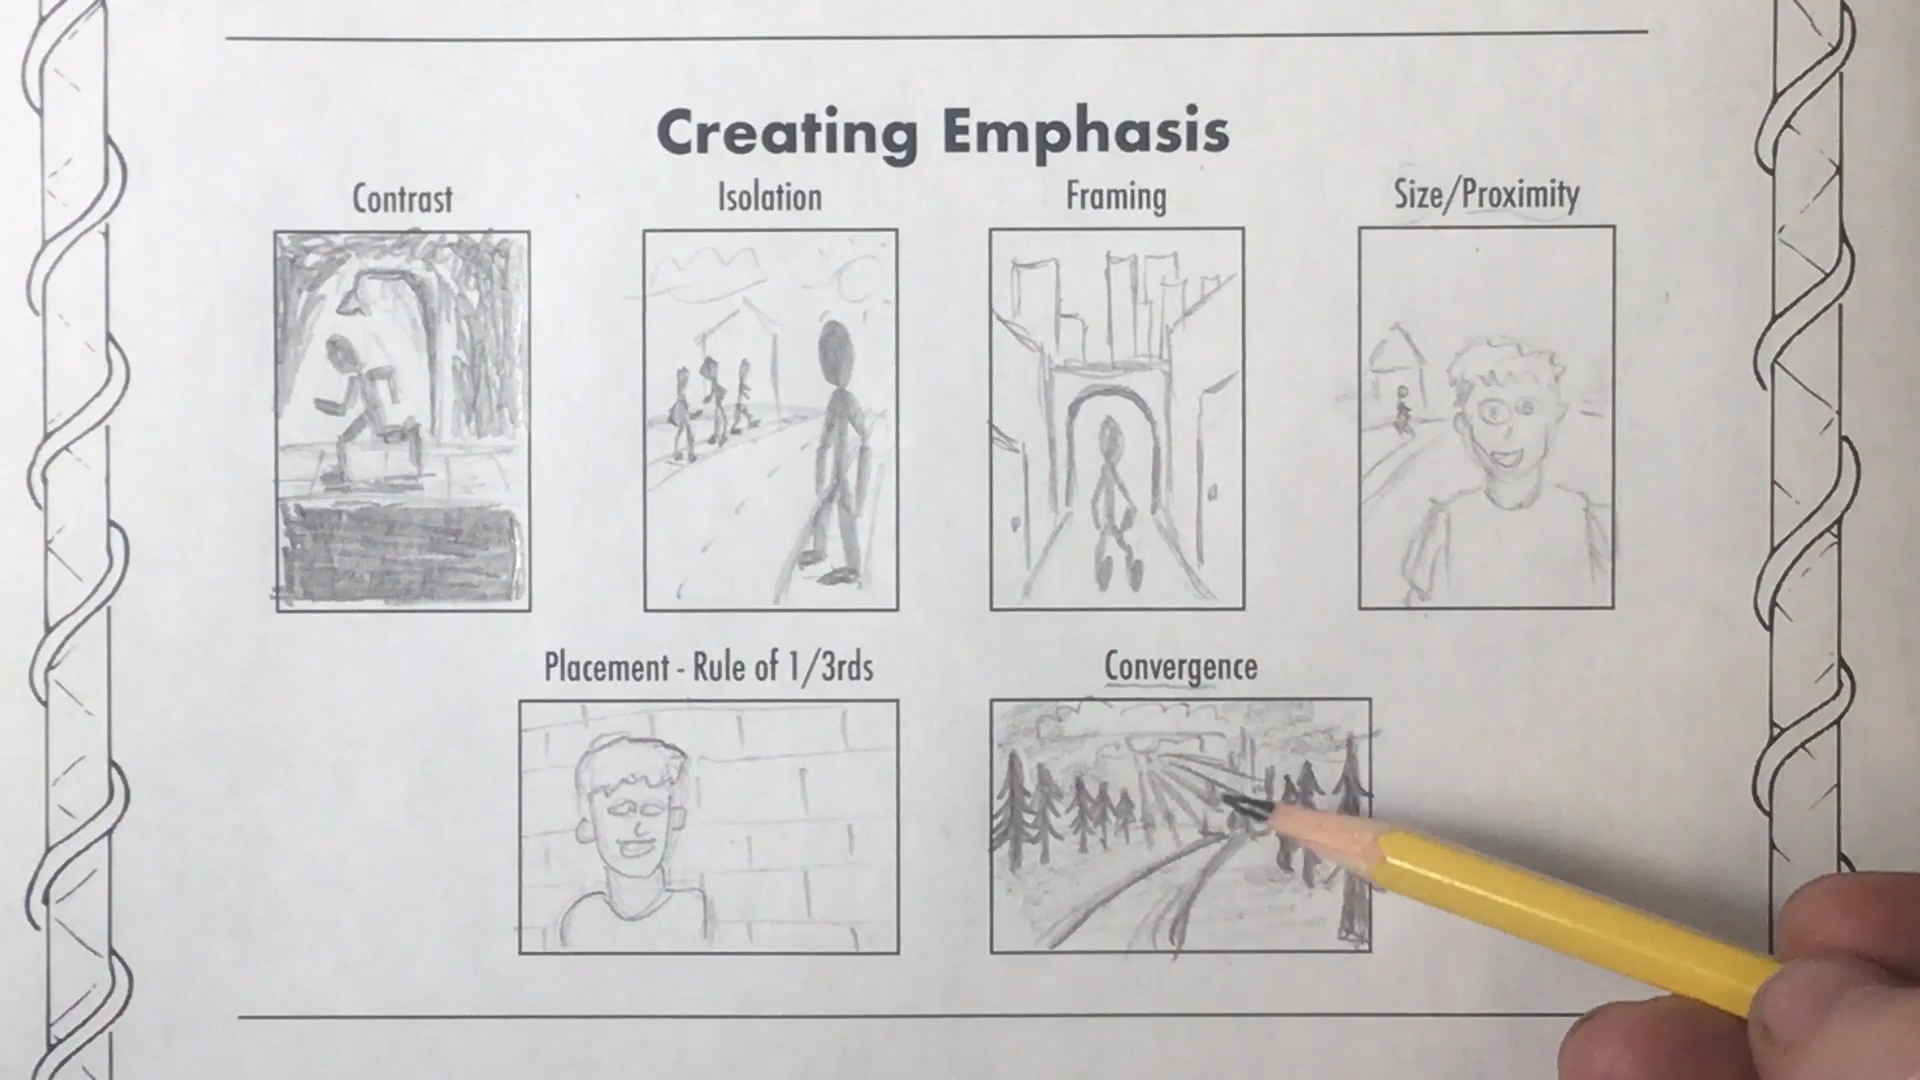 Creating Emphasis
Contrast
Isolation
Framing
Size/Proximity
Placement - Rule of 1/3rds
Convergence